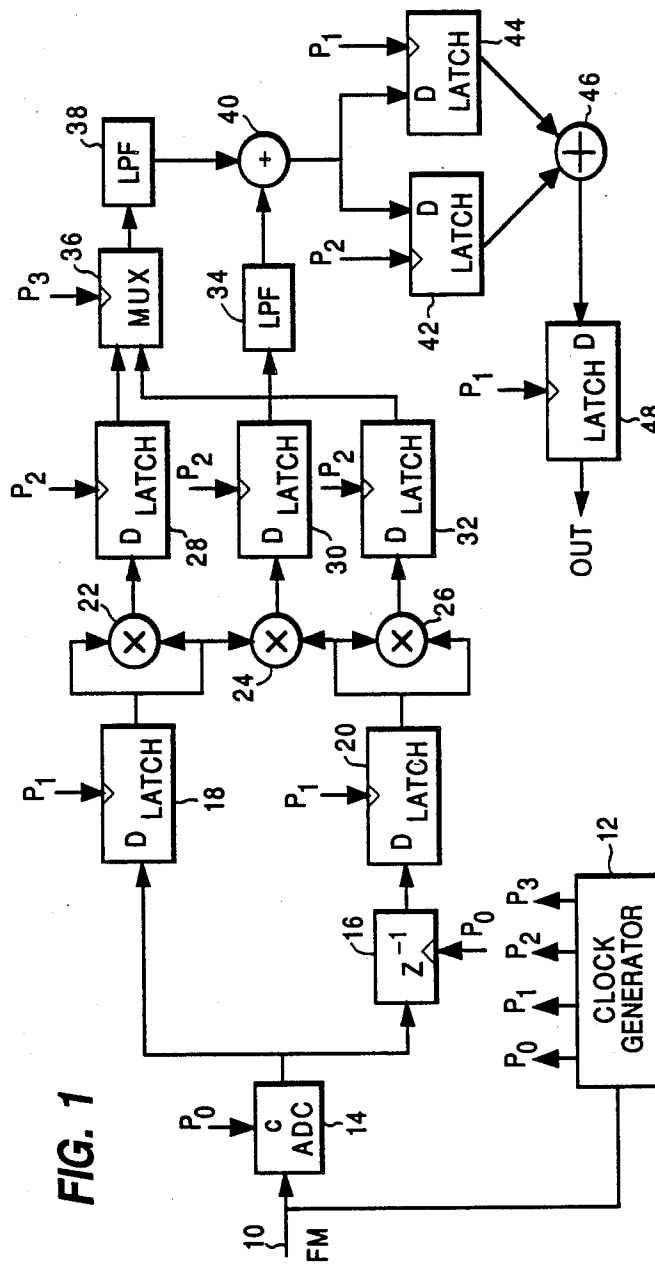 FIG. 1
10
FM
P0
c
ADC
14
16
Z-1
P0
P1
D
LATCH
18
P1
20
D
LATCH
22
X
24
X
26
X
P2
D
LATCH
28
P2
D
LATCH
30
P2
D
LATCH
32
P3
36
MUX
38
LPF
34
LPF
40
+
P2
D
LATCH
42
P1
D
LATCH
44
46
+
P1
D
LATCH
48
OUT
12
P0 P1 P2 P3
CLOCK
GENERATOR